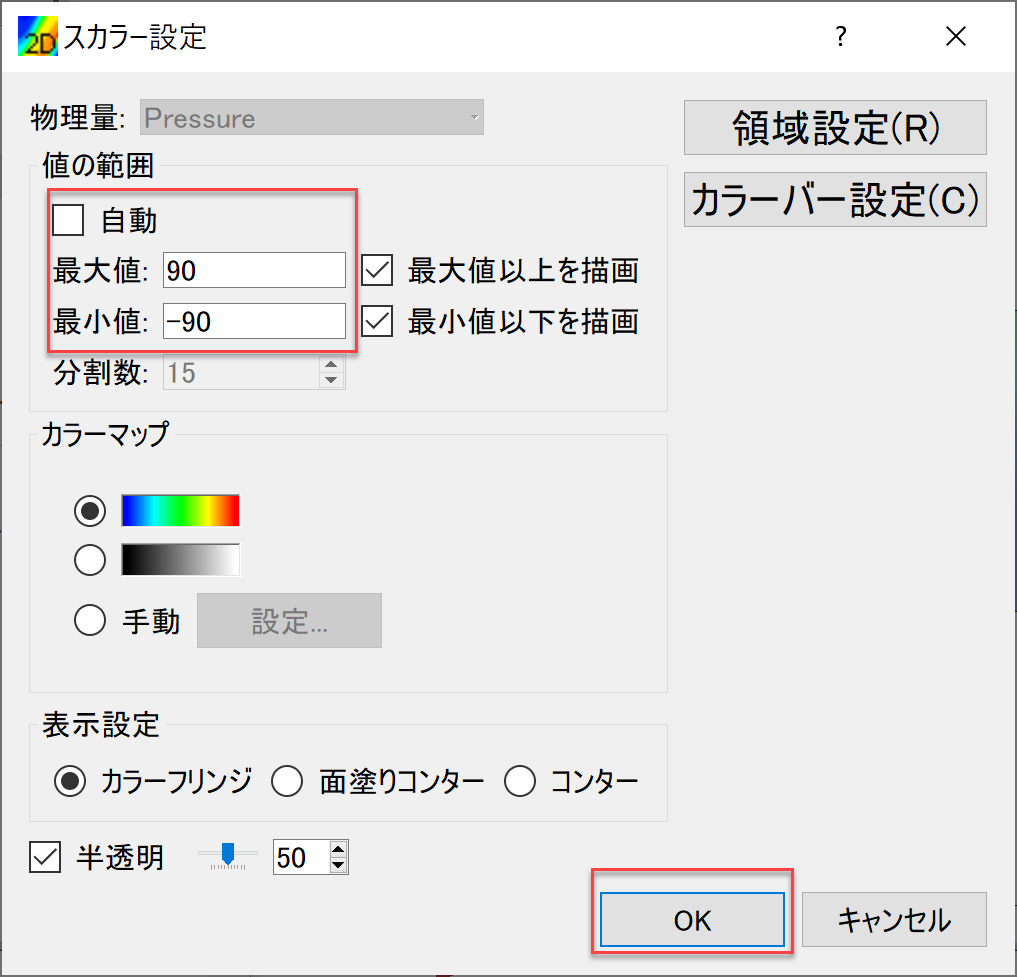 2D スカラー設定 ?
物理量: Pressure
領域設定(R)
値の範囲
カラーバー設定(C)
自動
最大値: 90 最大値以上を描画
最小値: -90 最小値以下を描画
分割数: 15
カラーマップ
手動 設定...
表示設定
カラーフリンジ 面塗りコンター コンター
半透明 50
OK キャンセル